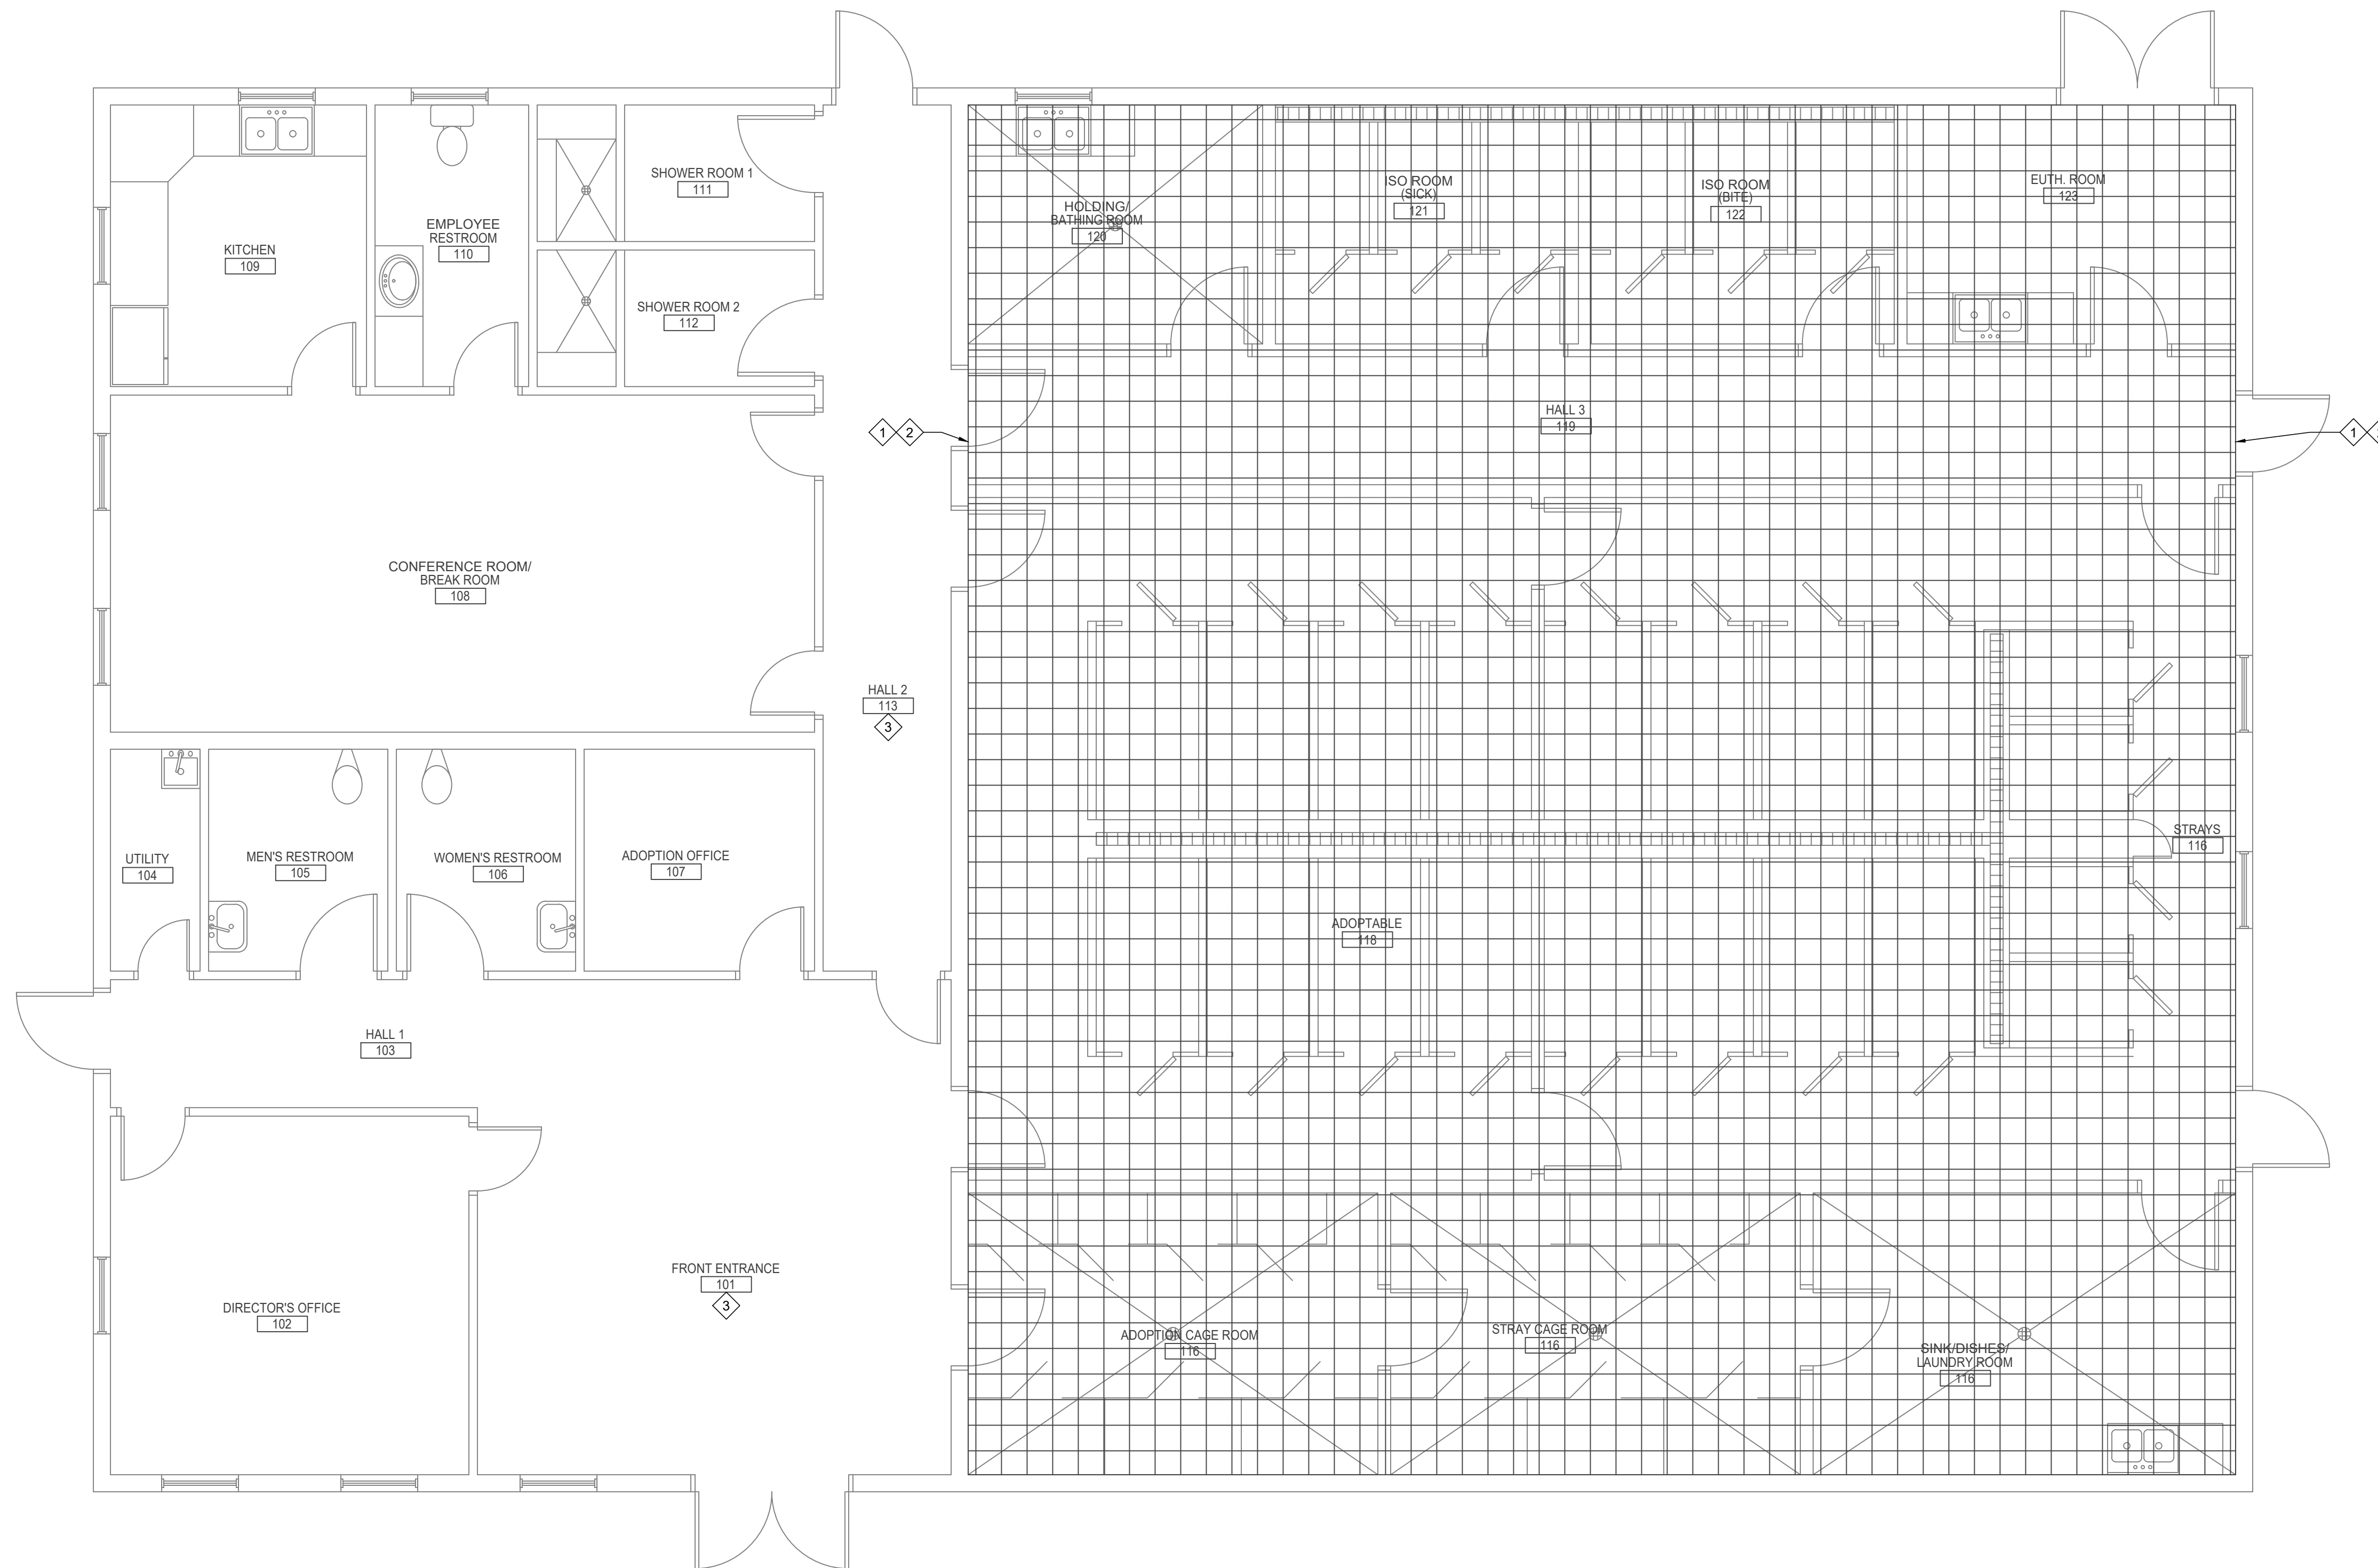 KITCHEN
109
EMPLOYEE
RESTROOM
110
SHOWER ROOM 1
111
SHOWER ROOM 2
112
HOLDING/
BATHING ROOM
120
ISO ROOM
(SICK)
121
ISO ROOM
(BITE)
122
EUTH. ROOM
123
1 2
HALL 3
119
1
CONFERENCE ROOM/
BREAK ROOM
108
HALL 2
113
3
UTILITY
104
MEN'S RESTROOM
105
WOMEN'S RESTROOM
106
ADOPTION OFFICE
107
STRAYS
116
ADOPTABLE
118
HALL 1
103
FRONT ENTRANCE
101
3
DIRECTOR'S OFFICE
102
ADOPTION CAGE ROOM
116
STRAY CAGE ROOM
116
SINK/DISHES/
LAUNDRY ROOM
116